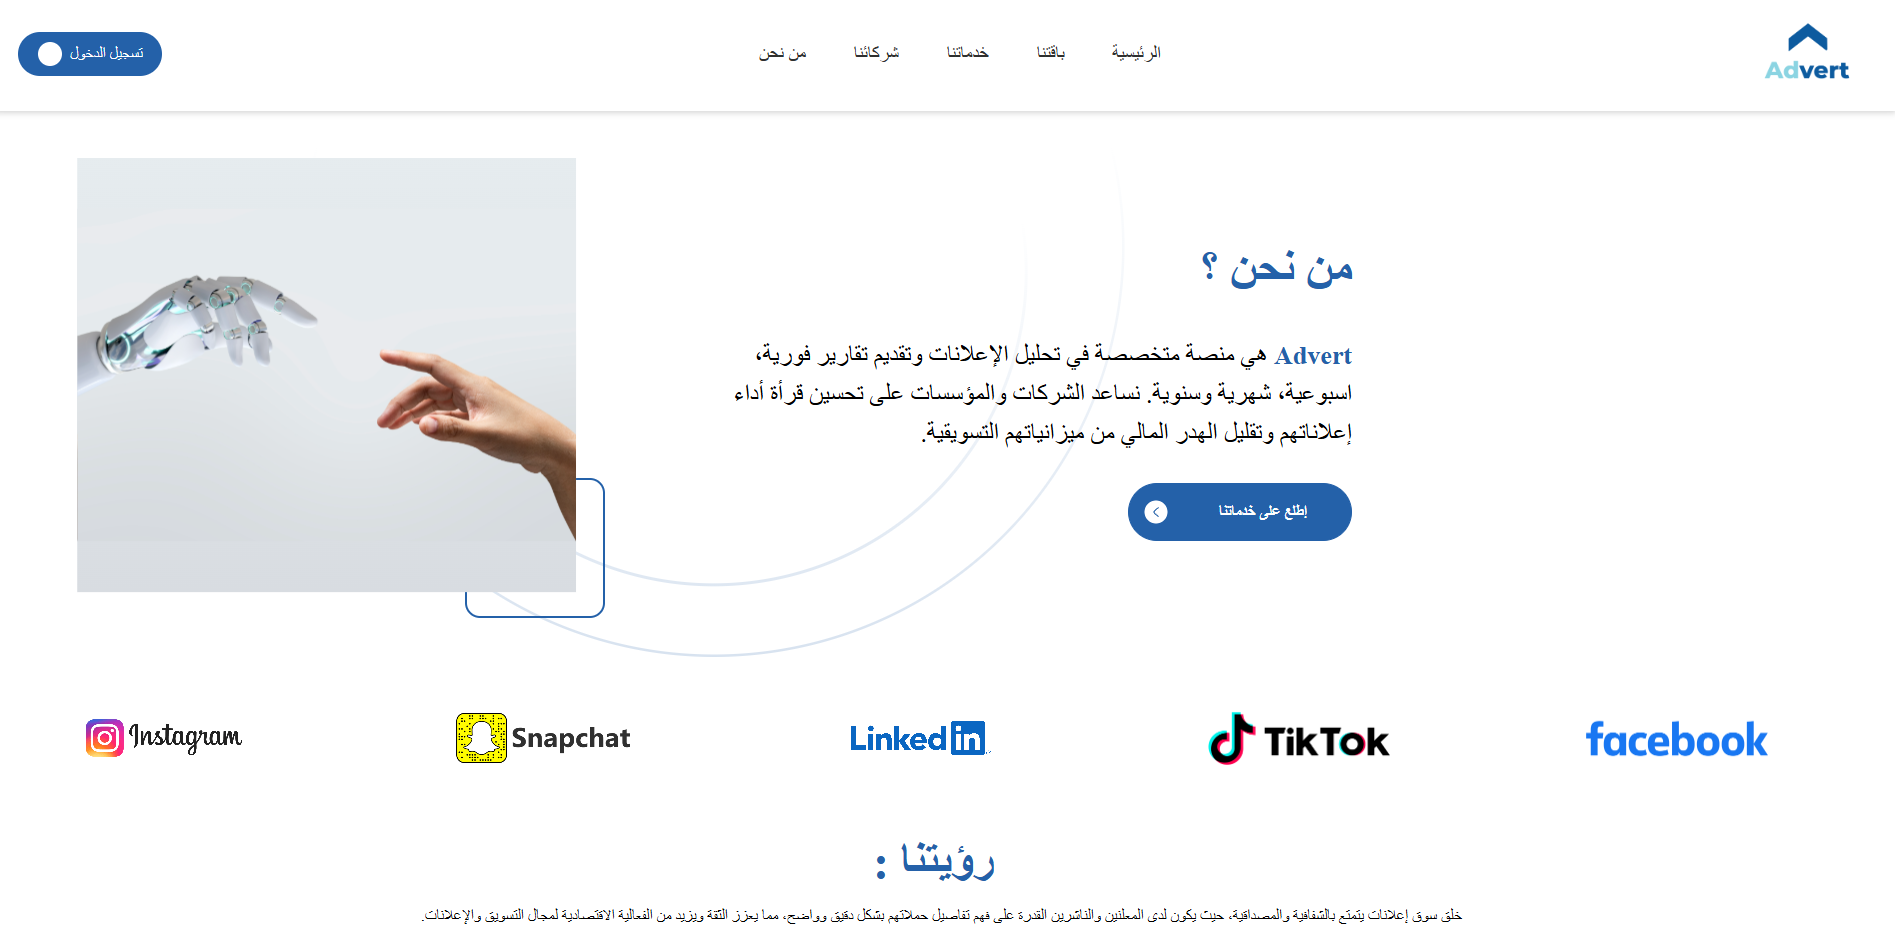 Advert
الرئيسية
باقتنا
خدماتنا
شركائنا
من نحن
تسجيل الدخول
من نحن ؟
Advert هي منصة متخصصة في تحليل الإعلانات وتقديم تقارير فورية،
اسبوعية، شهرية وسنوية. نساعد الشركات والمؤسسات على تحسين قرأة أداء
إعلاناتهم وتقليل الهدر المالي من ميزانياتهم التسويقية.
إطلع على خدماتنا
facebook
TikTok
Linkedin
Snapchat
Instagram
رؤيتنا :
خلق سوق إعلانات يتمتع بالشفافية والمصداقية، حيث يكون لدى المعلنين والناشرين القدرة على فهم تفاصيل حملاتهم بشكل دقيق وواضح، مما يعزز الثقة ويزيد من الفعالية الاقتصادية لمجال التسويق والإعلانات.